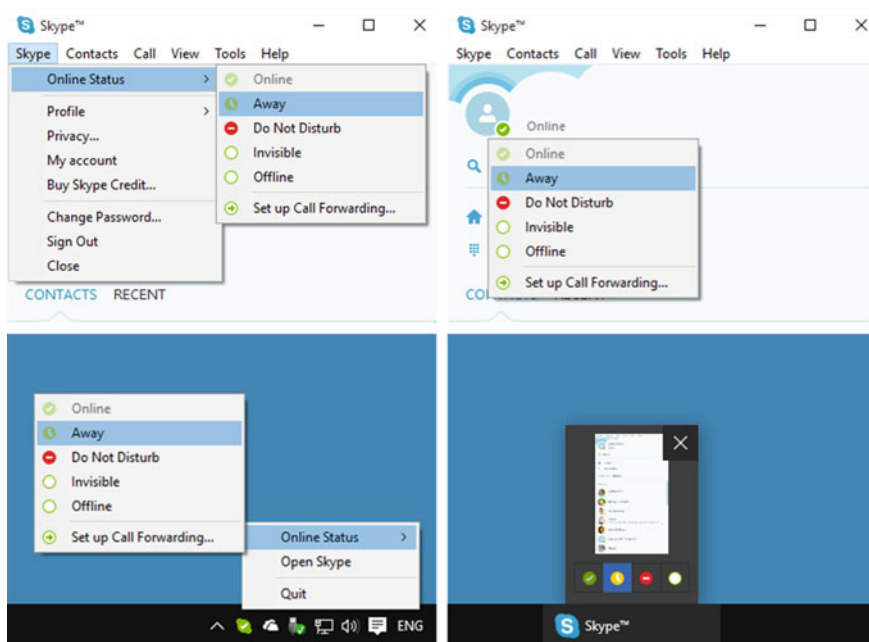 Skype™
Skype Contacts Call View Tools Help
Online Status
Profile
Privacy...
My account
Buy Skype Credit...
Change Password...
Sign Out
Close
Online
Away
Do Not Disturb
Invisible
Offline
Set up Call Forwarding...
CONTACTS RECENT
Skype™
Skype Contacts Call View Tools Help
Online
Online
Away
Do Not Disturb
Invisible
Offline
Set up Call Forwarding...
Online
Away
Do Not Disturb
Invisible
Offline
Set up Call Forwarding...
Online Status
Open Skype
Quit
ENG
Skype™